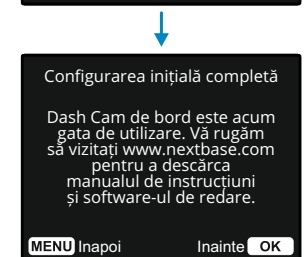 Configurarea inițială completă
Dash Cam de bord este acum
gata de utilizare. Vă rugăm
să vizitați www.nextbase.com
pentru a descărca
manualul de instrucțiuni
și software-ul de redare.
MENU Inapoi Inainte OK